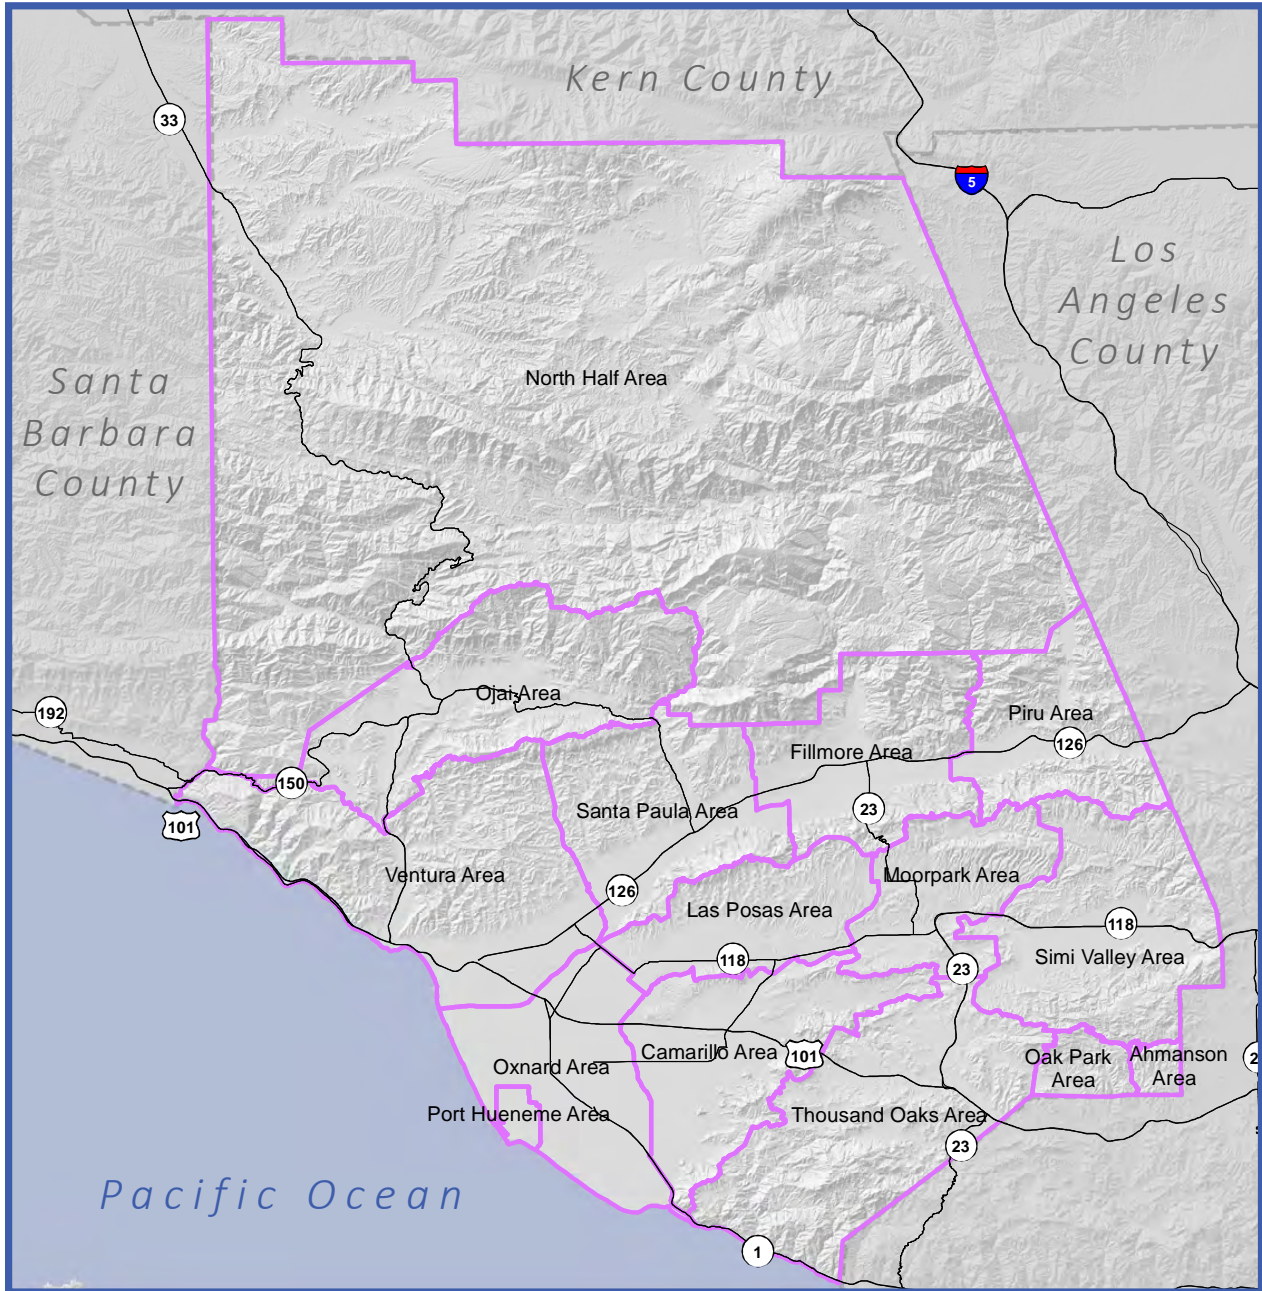 Kern County
33
5
Los
Angeles
County
North Half Area
Santa
Barbara
County
Ojai Area
192
Piru Area
126
Fillmore Area
150
101
Santa Paula Area
23
Ventura Area
Moorpark Area
126
Las Posas Area
118
118
Simi Valley Area
23
Camarillo Area
101
Oak Park
Area
Ahmanson
Area
Oxnard Area
Port Hueneme Area
Thousand Oaks Area
23
Pacific Ocean
1